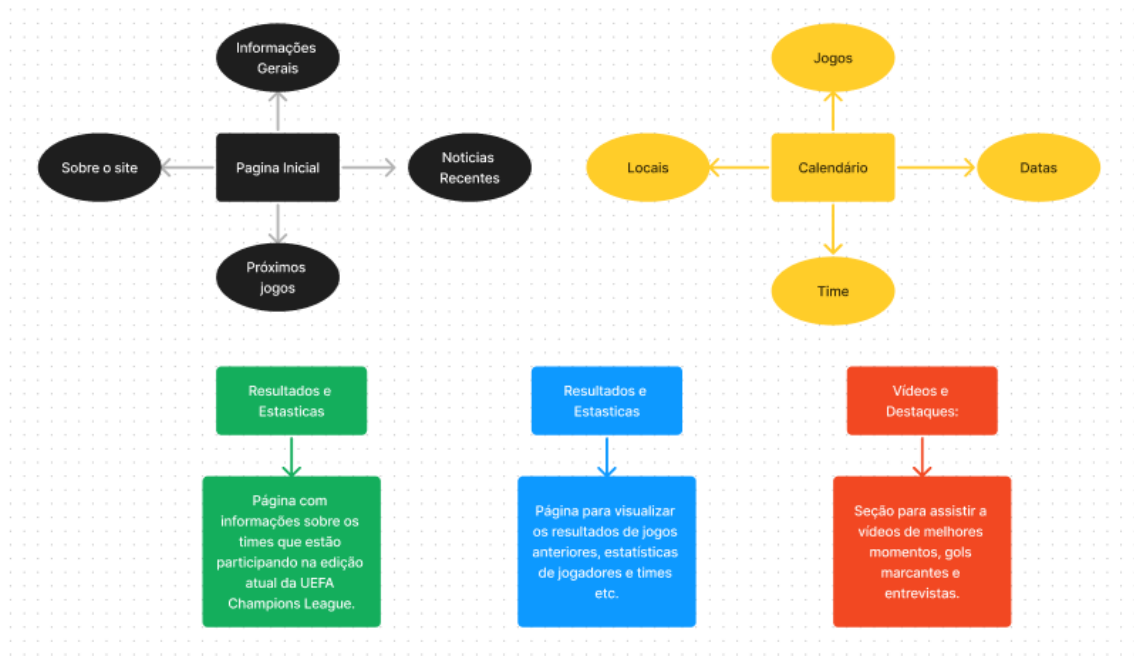 Informações
Gerais
Sobre o site
Pagina Inicial
Noticias
Recentes
Próximos
jogos
Jogos
Locais
Calendário
Datas
Time
Resultados e
Estasticas
Página com
informações sobre os
times que estão
participando na edição
atual da UEFA
Champions League.
Resultados e
Estasticas
Página para visualizar
os resultados de jogos
anteriores, estatísticas
de jogadores e times
etc.
Vídeos e
Destaques:
Seção para assistir a
vídeos de melhores
momentos, gols
marcantes e
entrevistas.